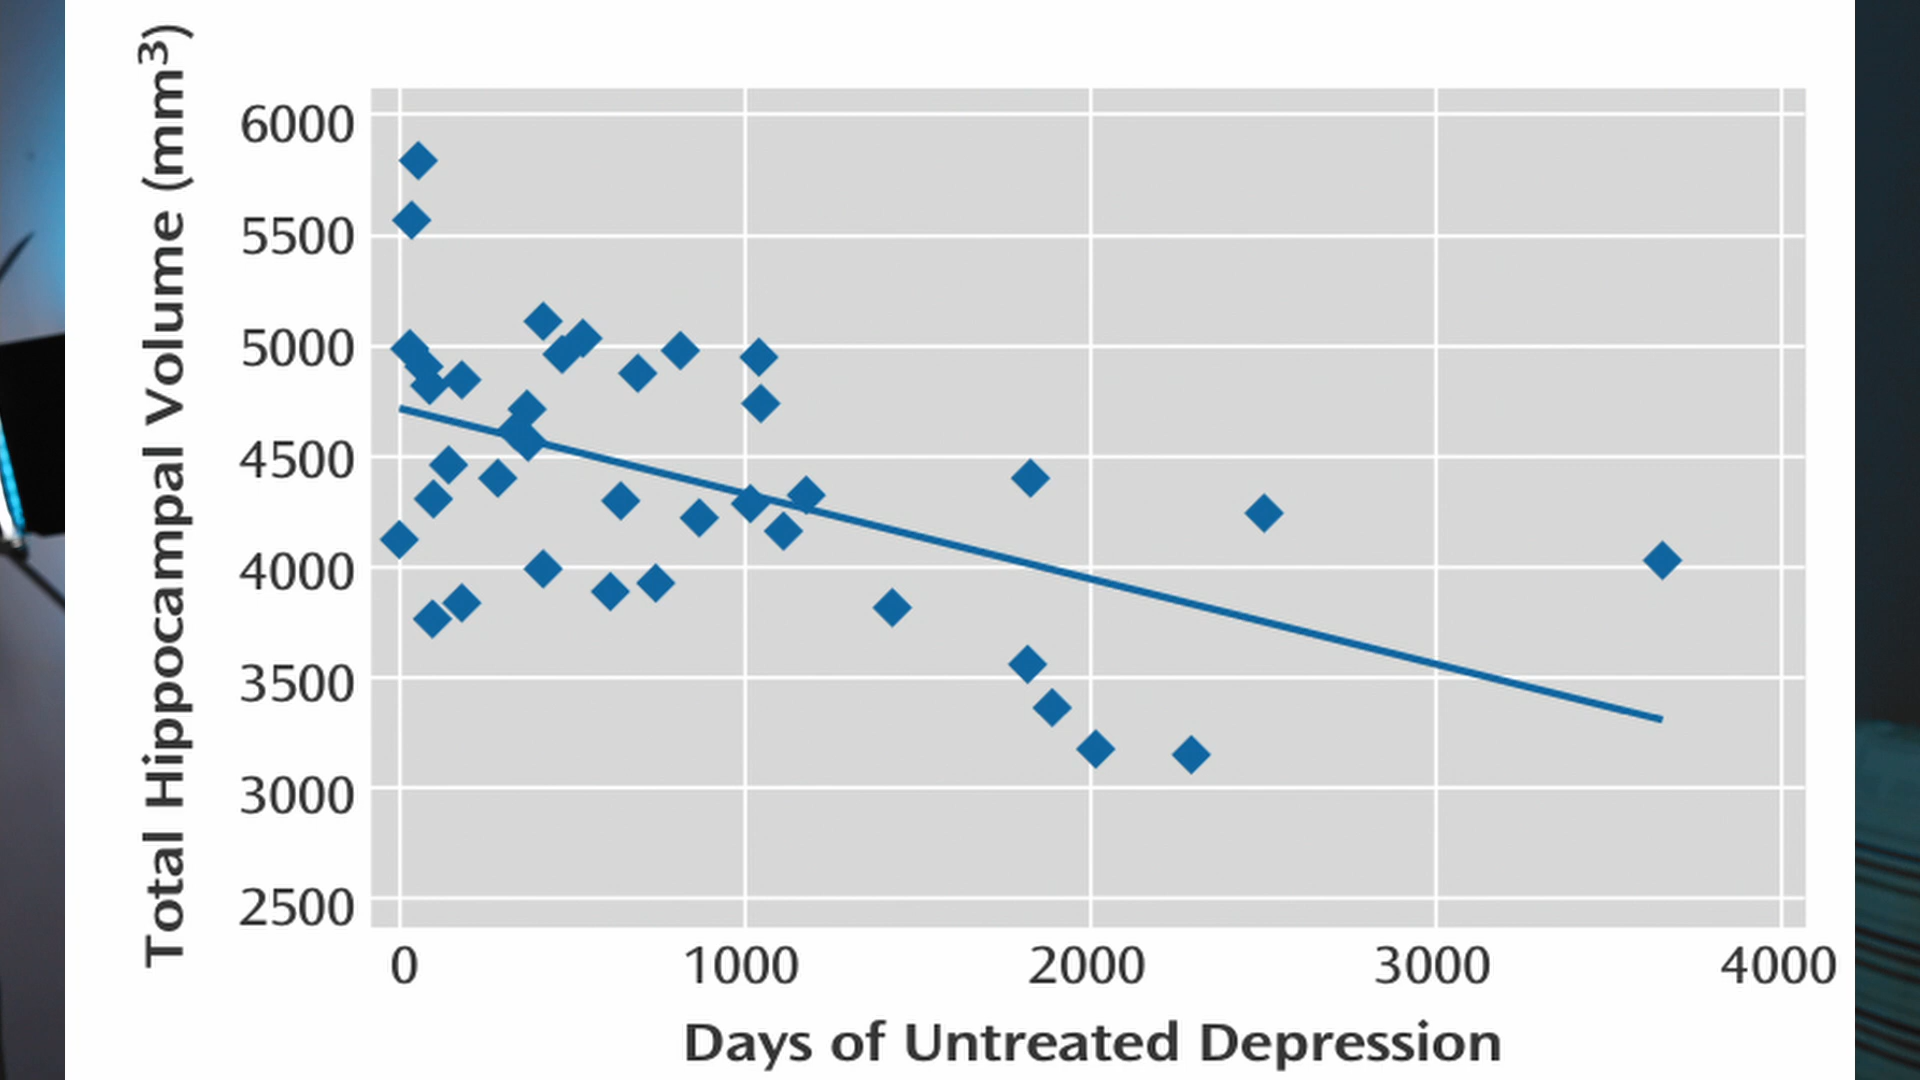 Total Hippocampal Volume (mm³)
6000
5500
5000
4500
4000
3500
3000
2500
0 1000 2000 3000 4000
Days of Untreated Depression